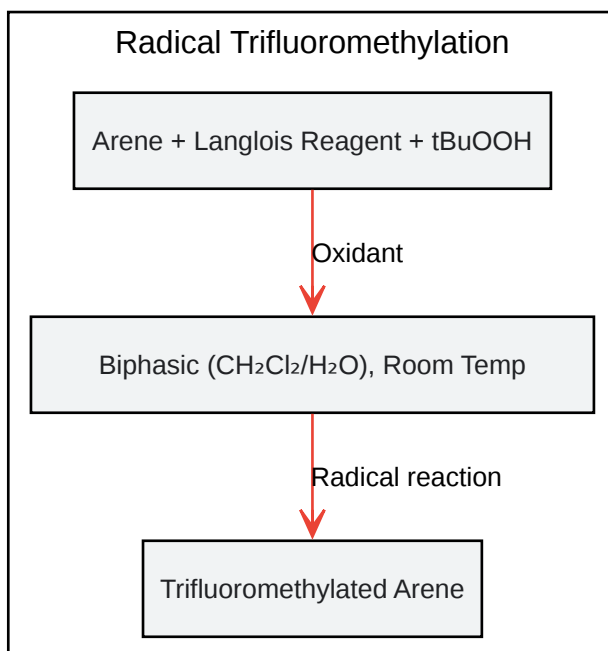 Radical Trifluoromethylation
Arene + Langlois Reagent + tBuOOH
Oxidant
Biphasic (CH₂Cl₂/H₂O), Room Temp
Radical reaction
Trifluoromethylated Arene